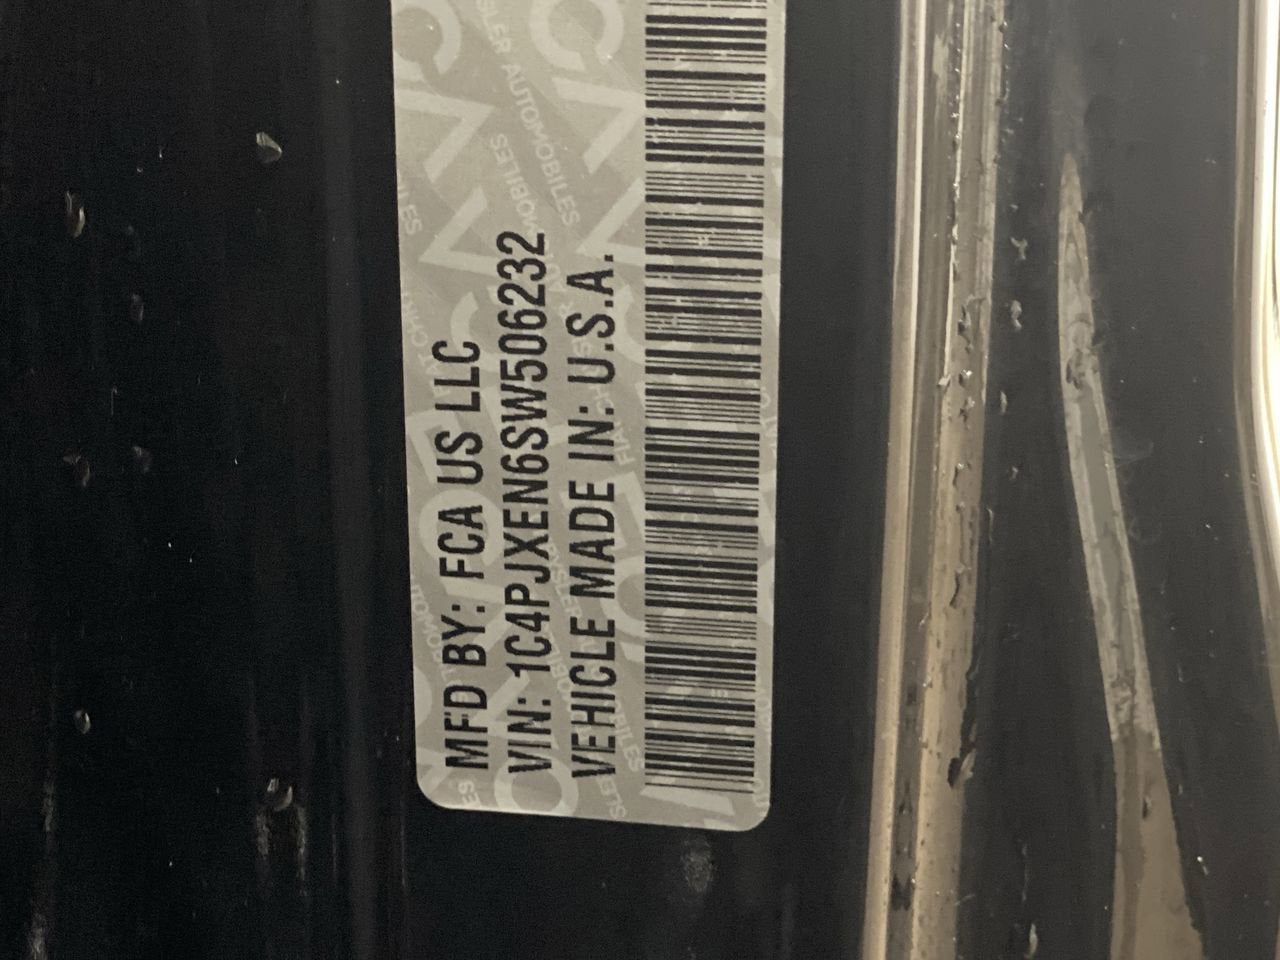 MFD BY: FCA US LLC
VIN: 1C4PJXEN6SW506232
VEHICLE MADE IN: U.S.A.